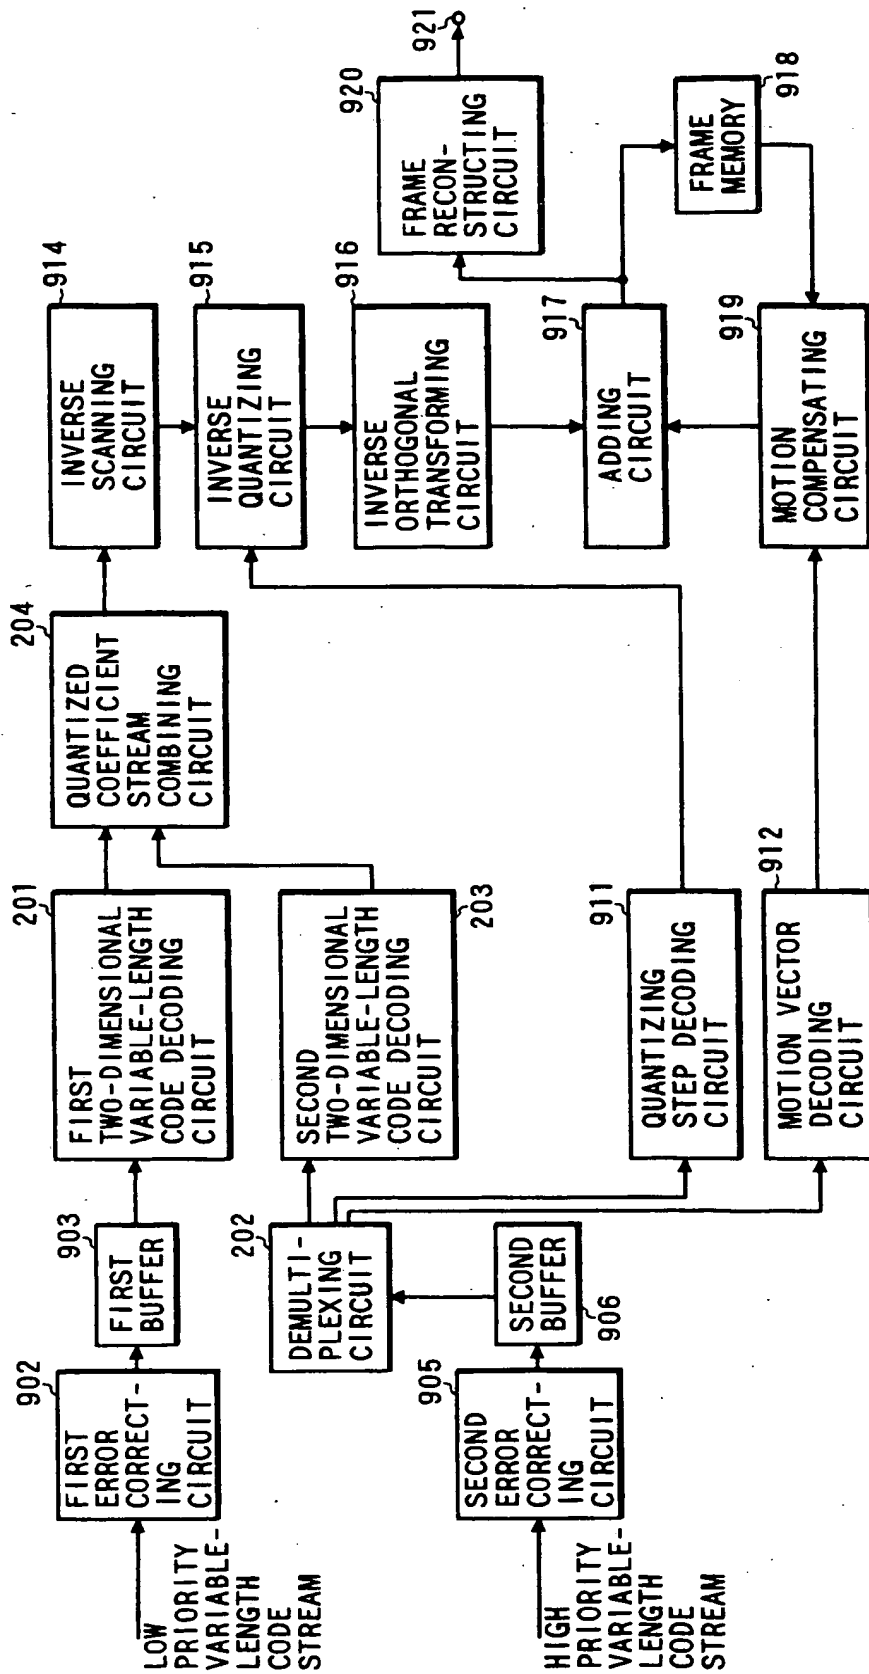 LOW
PRIORITY
VARIABLE-
LENGTH
CODE
STREAM
902
FIRST
ERROR
CORRECT-
ING
CIRCUIT
903
FIRST
BUFFER
201
FIRST
TWO-DIMENSIONAL
VARIABLE-LENGTH
CODE DECODING
CIRCUIT
204
QUANTIZED
COEFFICIENT
STREAM
COMBINING
CIRCUIT
914
INVERSE
SCANNING
CIRCUIT
915
INVERSE
QUANTIZING
CIRCUIT
916
INVERSE
ORTHOGONAL
TRANSFORMING
CIRCUIT
917
ADDING
CIRCUIT
920
FRAME
RECON-
STRUCTING
CIRCUIT
921
918
FRAME
MEMORY
919
MOTION
COMPENSATING
CIRCUIT
202
DEMULTI-
PLEXING
CIRCUIT
203
SECOND
TWO-DIMENSIONAL
VARIABLE-LENGTH
CODE DECODING
CIRCUIT
HIGH
PRIORITY
VARIABLE-
LENGTH
CODE
STREAM
905
SECOND
ERROR
CORRECT-
ING
CIRCUIT
SECOND
BUFFER
906
911
QUANTIZING
STEP DECODING
CIRCUIT
912
MOTION VECTOR
DECODING
CIRCUIT